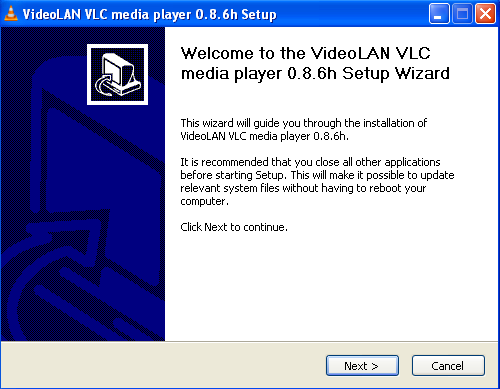 VideoLAN VLC media player 0.8.6h Setup
Welcome to the VideoLAN VLC
media player 0.8.6h Setup Wizard
This wizard will guide you through the installation of
VideoLAN VLC media player 0.8.6h.
It is recommended that you close all other applications
before starting Setup. This will make it possible to update
relevant system files without having to reboot your
computer.
Click Next to continue.
Next >
Cancel